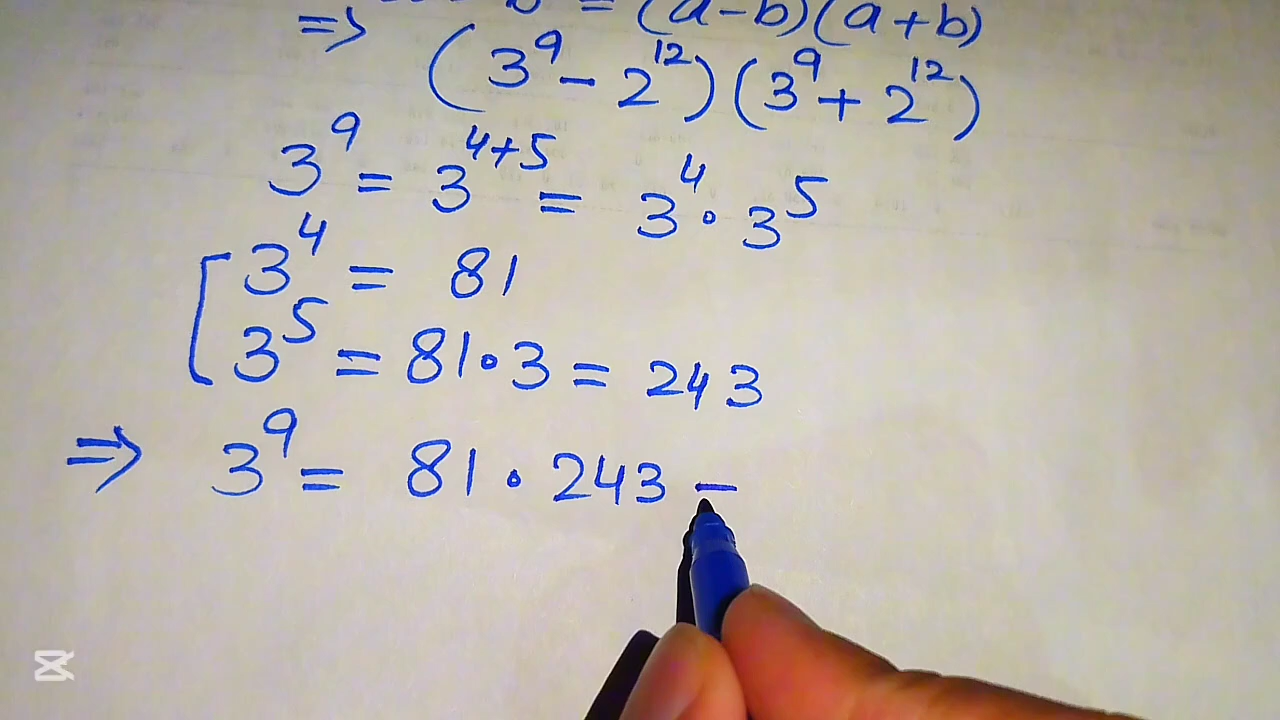 ⇒ b = (a-b)(a+b)
(3⁹ - 2¹²)(3⁹ + 2¹²)
3⁹ = 3⁴⁺⁵ = 3⁴ · 3⁵
3⁴ = 81
3⁵ = 81 · 3 = 243
⇒ 3⁹ = 81 · 243 -